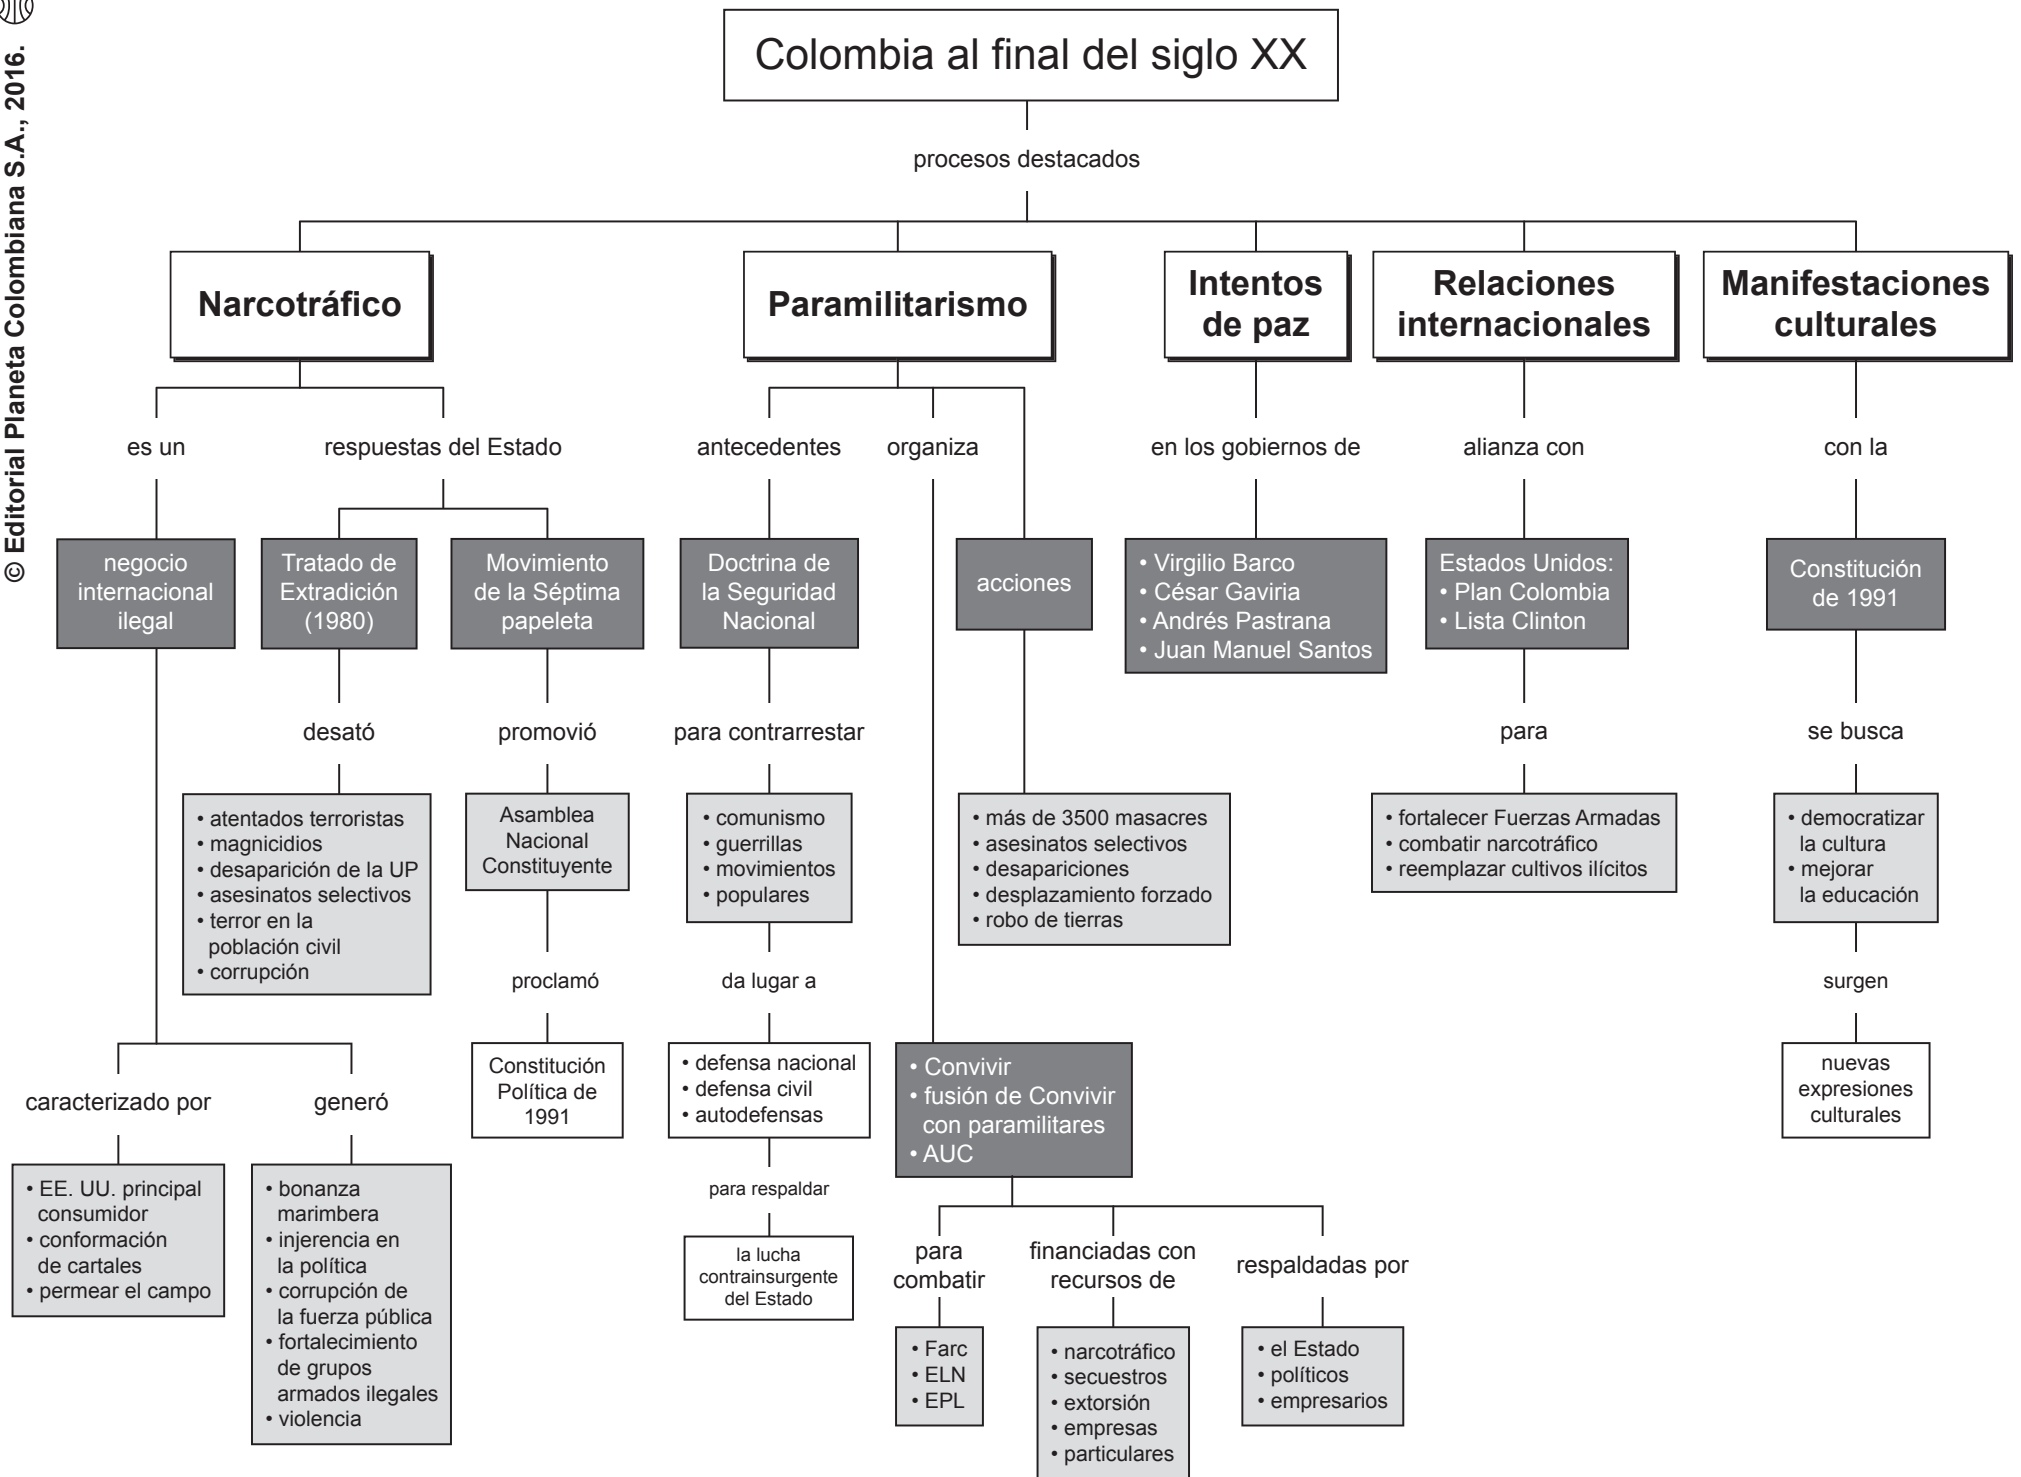 © Editorial Planeta Colombiana S.A., 2016.
Colombia al final del siglo XX
procesos destacados
Narcotráfico
Paramilitarismo
Intentos
de paz
Relaciones
internacionales
Manifestaciones
culturales
es un
respuestas del Estado
antecedentes
organiza
en los gobiernos de
alianza con
con la
negocio
internacional
ilegal
Tratado de
Extradición
(1980)
Movimiento
de la Séptima
papeleta
Doctrina de
la Seguridad
Nacional
acciones
• Virgilio Barco
• César Gaviria
• Andrés Pastrana
• Juan Manuel Santos
Estados Unidos:
• Plan Colombia
• Lista Clinton
Constitución
de 1991
desató
promovió
para contrarrestar
para
se busca
• atentados terroristas
• magnicidios
• desaparición de la UP
• asesinatos selectivos
• terror en la
población civil
• corrupción
Asamblea
Nacional
Constituyente
• comunismo
• guerrillas
• movimientos
• populares
• más de 3500 masacres
• asesinatos selectivos
• desapariciones
• desplazamiento forzado
• robo de tierras
• fortalecer Fuerzas Armadas
• combatir narcotráfico
• reemplazar cultivos ilícitos
• democratizar
la cultura
• mejorar
la educación
proclamó
da lugar a
surgen
Constitución
Política de
1991
• defensa nacional
• defensa civil
• autodefensas
• Convivir
• fusión de Convivir
con paramilitares
• AUC
nuevas
expresiones
culturales
caracterizado por
generó
para respaldar
• EE. UU. principal
consumidor
• conformación
de cartales
• permear el campo
• bonanza
marimbera
• injerencia en
la política
• corrupción de
la fuerza pública
• fortalecimiento
de grupos
armados ilegales
• violencia
la lucha
contrainsurgente
del Estado
para
combatir
financiadas con
recursos de
respaldadas por
• Farc
• ELN
• EPL
• narcotráfico
• secuestros
• extorsión
• empresas
• particulares
• el Estado
• políticos
• empresarios